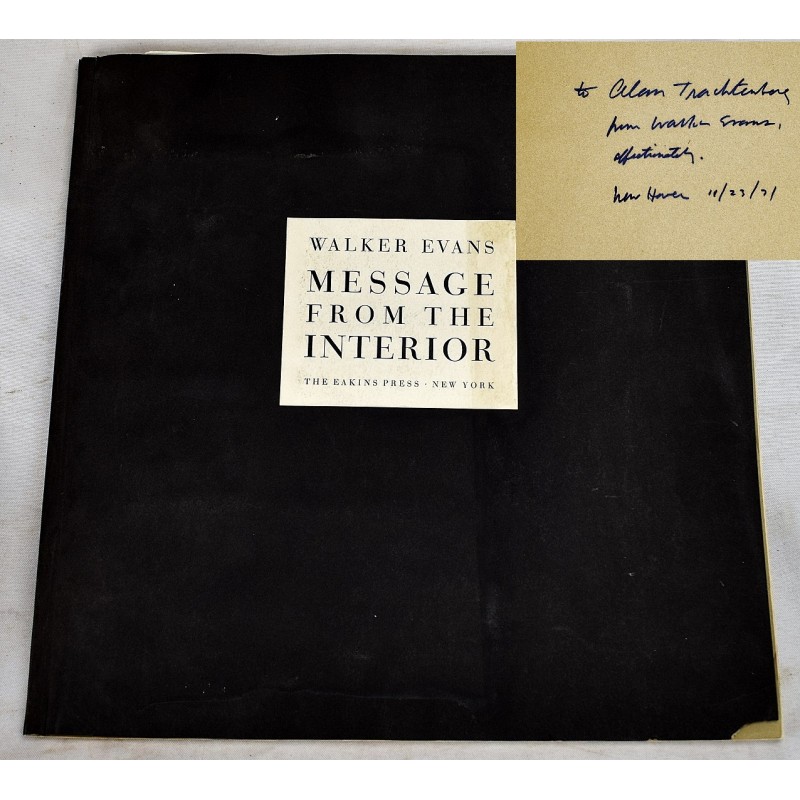 WALKER EVANS
MESSAGE
FROM THE
INTERIOR
THE EAKINS PRESS · NEW YORK
to Alan Trachtenberg
from Walker Evans,
affectionately.
New Haven 11/23/71